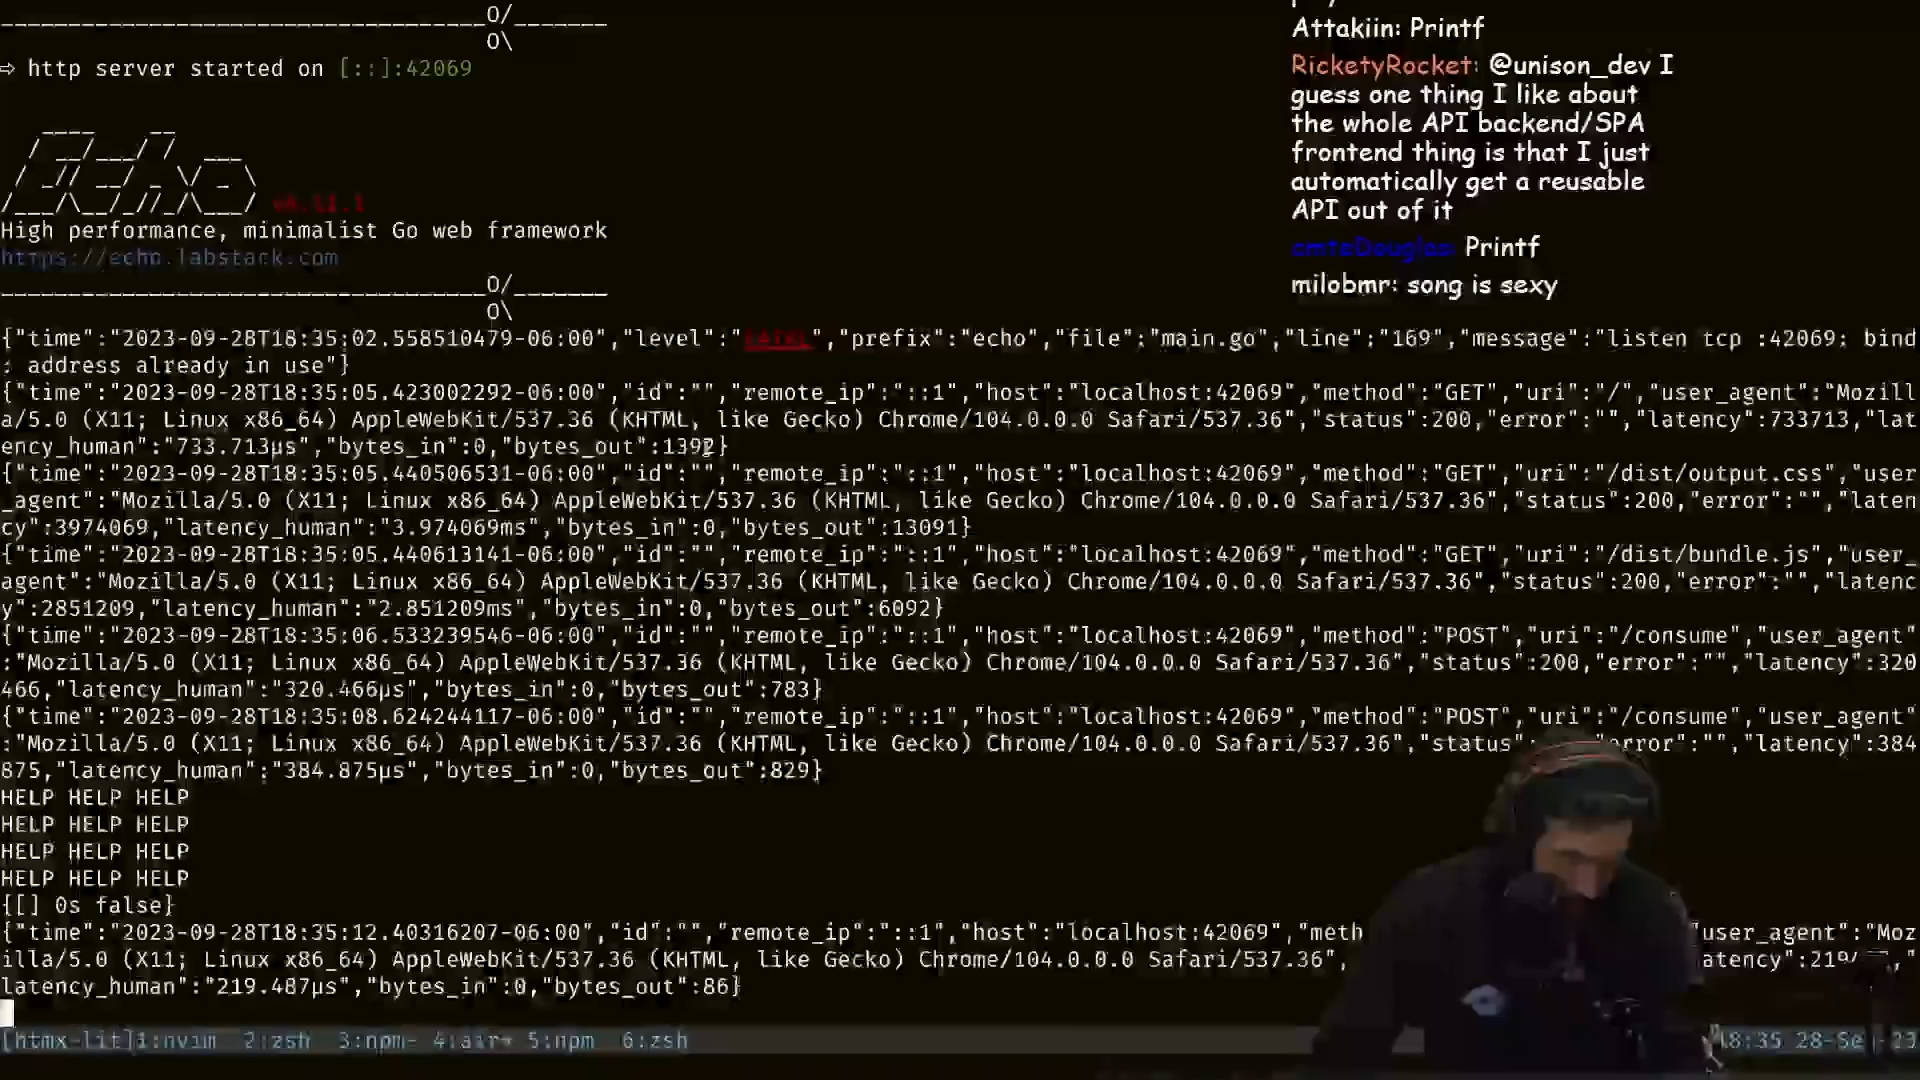 ⇨ http server started on [::]:42069
High performance, minimalist Go web framework
https://echo.labstack.com
{"time":"2023-09-28T18:35:02.558510479-06:00","level":"FATAL","prefix":"echo","file":"main.go","line":"169","message":"listen tcp :42069: bind
: address already in use"}
{"time":"2023-09-28T18:35:05.423002292-06:00","id":"","remote_ip":"::1","host":"localhost:42069","method":"GET","uri":"/","user_agent":"Mozill
a/5.0 (X11; Linux x86_64) AppleWebKit/537.36 (KHTML, like Gecko) Chrome/104.0.0.0 Safari/537.36","status":200,"error":"","latency":733713,"lat
ency_human":"733.713µs","bytes_in":0,"bytes_out":1392}
{"time":"2023-09-28T18:35:05.440506531-06:00","id":"","remote_ip":"::1","host":"localhost:42069","method":"GET","uri":"/dist/output.css","user
_agent":"Mozilla/5.0 (X11; Linux x86_64) AppleWebKit/537.36 (KHTML, like Gecko) Chrome/104.0.0.0 Safari/537.36","status":200,"error":"","laten
cy":3974069,"latency_human":"3.974069ms","bytes_in":0,"bytes_out":13091}
{"time":"2023-09-28T18:35:05.440613141-06:00","id":"","remote_ip":"::1","host":"localhost:42069","method":"GET","uri":"/dist/bundle.js","user_
agent":"Mozilla/5.0 (X11; Linux x86_64) AppleWebKit/537.36 (KHTML, like Gecko) Chrome/104.0.0.0 Safari/537.36","status":200,"error":"","latenc
y":2851209,"latency_human":"2.851209ms","bytes_in":0,"bytes_out":6092}
{"time":"2023-09-28T18:35:06.533239546-06:00","id":"","remote_ip":"::1","host":"localhost:42069","method":"POST","uri":"/consume","user_agent"
:"Mozilla/5.0 (X11; Linux x86_64) AppleWebKit/537.36 (KHTML, like Gecko) Chrome/104.0.0.0 Safari/537.36","status":200,"error":"","latency":320
466,"latency_human":"320.466µs","bytes_in":0,"bytes_out":783}
{"time":"2023-09-28T18:35:08.624244117-06:00","id":"","remote_ip":"::1","host":"localhost:42069","method":"POST","uri":"/consume","user_agent"
:"Mozilla/5.0 (X11; Linux x86_64) AppleWebKit/537.36 (KHTML, like Gecko) Chrome/104.0.0.0 Safari/537.36","status" error":"","latency":384
875,"latency_human":"384.875µs","bytes_in":0,"bytes_out":829}
HELP HELP HELP
HELP HELP HELP
HELP HELP HELP
HELP HELP HELP
{[] 0s false}
{"time":"2023-09-28T18:35:12.40316207-06:00","id":"","remote_ip":"::1","host":"localhost:42069","meth "user_agent":"Moz
illa/5.0 (X11; Linux x86_64) AppleWebKit/537.36 (KHTML, like Gecko) Chrome/104.0.0.0 Safari/537.36", atency":219
latency_human":"219.487µs","bytes_in":0,"bytes_out":86}
[htmx-lit]1:nvim 2:zsh 3:npm- 4:air* 5:npm 6:zsh 18:35 28-Se 23
Attakiin: Printf
RicketyRocket: @unison_dev I
guess one thing I like about
the whole API backend/SPA
frontend thing is that I just
automatically get a reusable
API out of it
cmteDouglas: Printf
milobmr: song is sexy